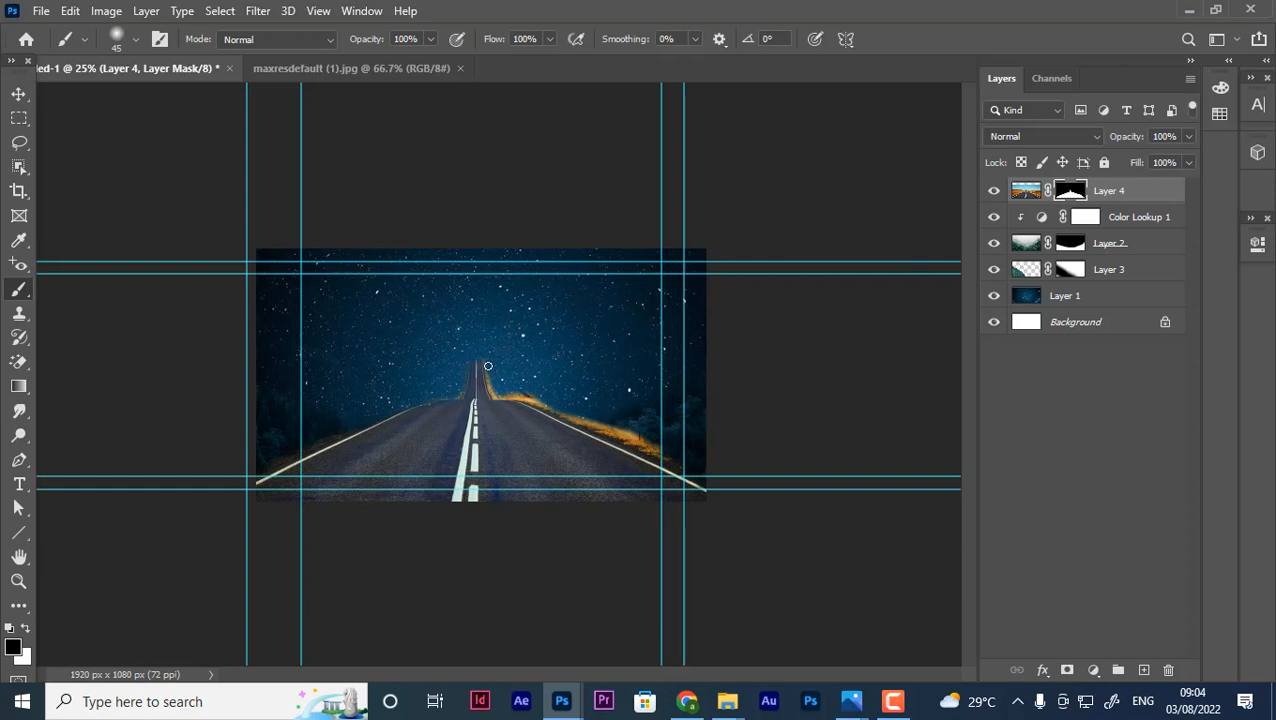 Ps File Edit Image Layer Type Select Filter 3D View Window Help
45 Mode: Normal Opacity: 100% Flow: 100% Smoothing: 0% 0°
ed-1 @ 25% (Layer 4, Layer Mask/8) * × maxresdefault (1).jpg @ 66.7% (RGB/8#) ×
Layers Channels
Kind
Normal Opacity: 100%
Lock: Fill: 100%
Layer 4
Color Lookup 1
Layer 2
Layer 3
Layer 1
Background
1920 px x 1080 px (72 ppi)
Type here to search
Id Ae Ps Pr Au Ps
29°C ENG
09:04
03/08/2022